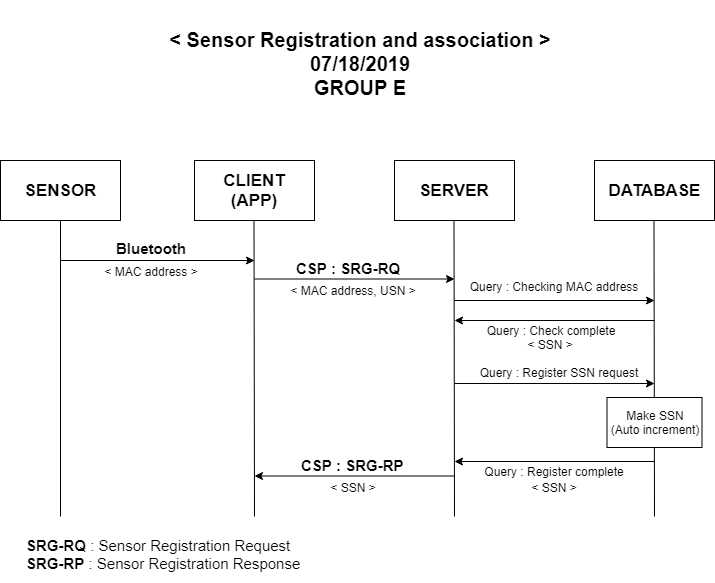 < Sensor Registration and association >
07/18/2019
GROUP E
SENSOR
CLIENT
(APP)
SERVER
DATABASE
Bluetooth
< MAC address >
CSP : SRG-RQ
< MAC address, USN >
Query : Checking MAC address
Query : Check complete
< SSN >
Query : Register SSN request
Make SSN
(Auto increment)
CSP : SRG-RP
< SSN >
Query : Register complete
< SSN >
SRG-RQ : Sensor Registration Request
SRG-RP : Sensor Registration Response